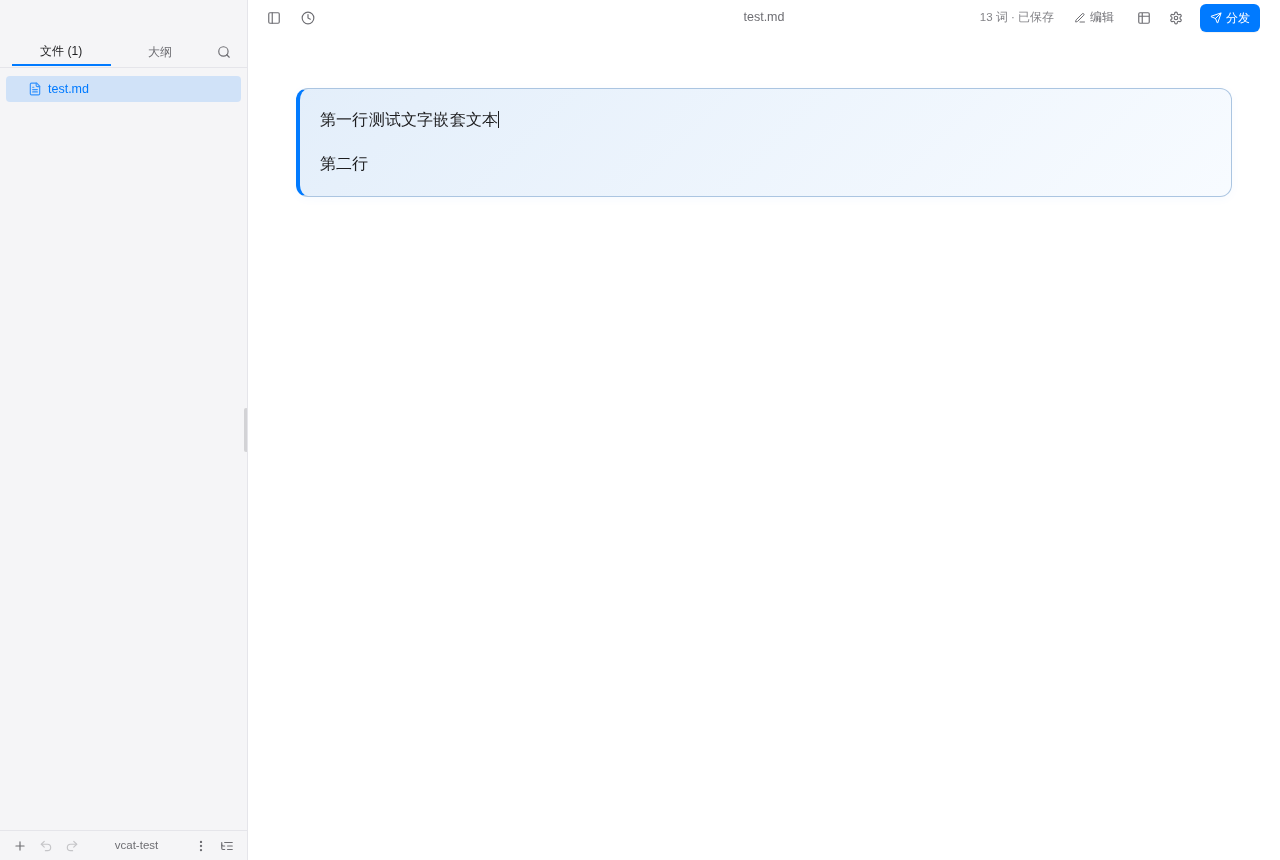 test.md
13 词 · 已保存
编辑
分发
文件 (1)
大纲
test.md
第一行测试文字嵌套文本
第二行
vcat-test